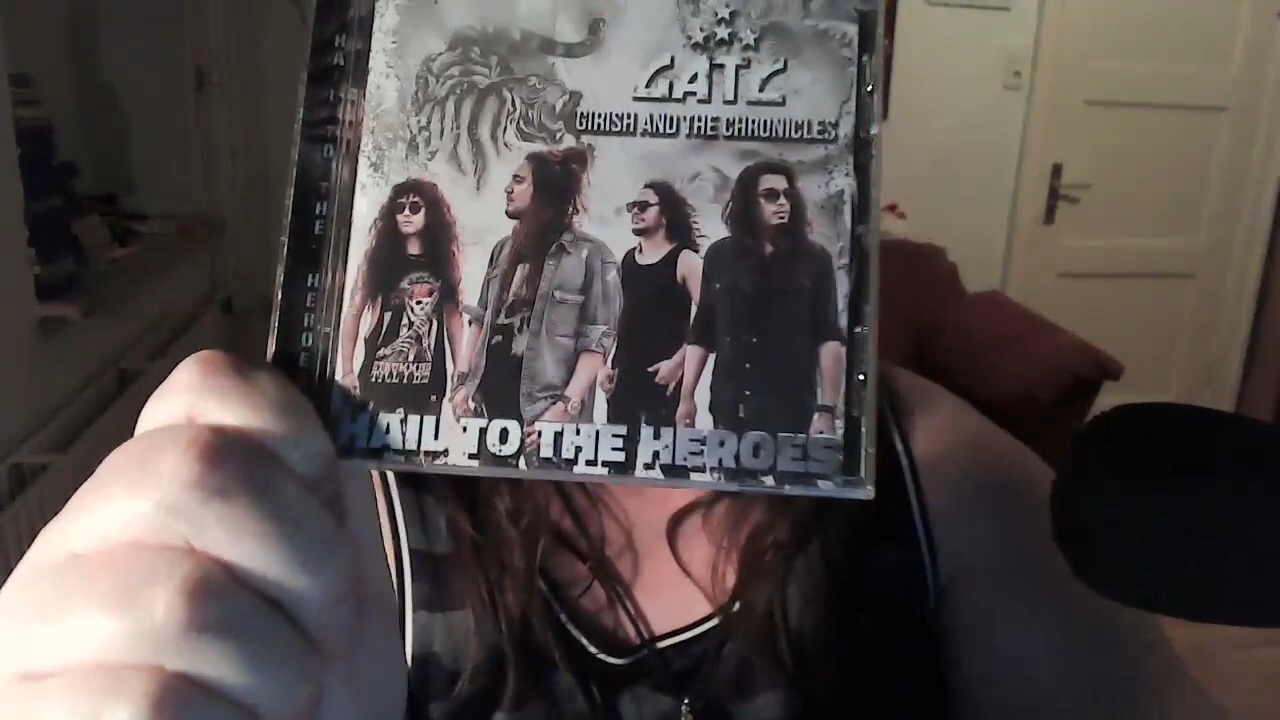 GATC
GIRISH AND THE CHRONICLES
HAIL TO THE HEROES
HAIL TO THE HEROES